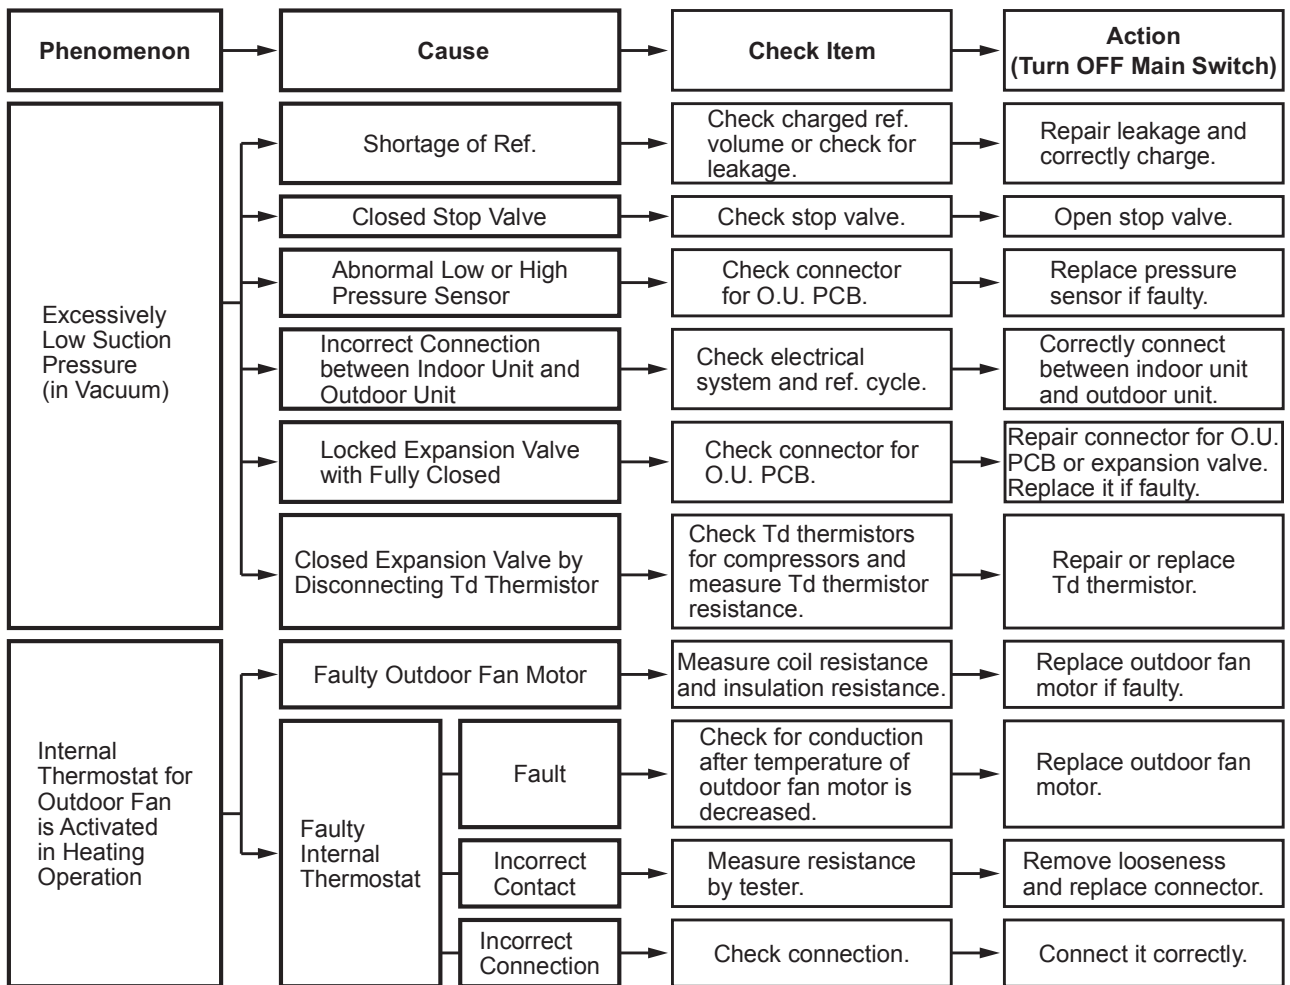 Phenomenon
Cause
Check Item
Action
(Turn OFF Main Switch)
Excessively
Low Suction
Pressure
(in Vacuum)
Shortage of Ref.
Check charged ref.
volume or check for
leakage.
Repair leakage and
correctly charge.
Closed Stop Valve
Check stop valve.
Open stop valve.
Abnormal Low or High
Pressure Sensor
Check connector
for O.U. PCB.
Replace pressure
sensor if faulty.
Incorrect Connection
between Indoor Unit and
Outdoor Unit
Check electrical
system and ref. cycle.
Correctly connect
between indoor unit
and outdoor unit.
Locked Expansion Valve
with Fully Closed
Check connector for
O.U. PCB.
Repair connector for O.U.
PCB or expansion valve.
Replace it if faulty.
Closed Expansion Valve by
Disconnecting Td Thermistor
Check Td thermistors
for compressors and
measure Td thermistor
resistance.
Repair or replace
Td thermistor.
Internal
Thermostat for
Outdoor Fan
is Activated
in Heating
Operation
Faulty Outdoor Fan Motor
Measure coil resistance
and insulation resistance.
Replace outdoor fan
motor if faulty.
Faulty
Internal
Thermostat
Fault
Check for conduction
after temperature of
outdoor fan motor is
decreased.
Replace outdoor fan
motor.
Incorrect
Contact
Measure resistance
by tester.
Remove looseness
and replace connector.
Incorrect
Connection
Check connection.
Connect it correctly.